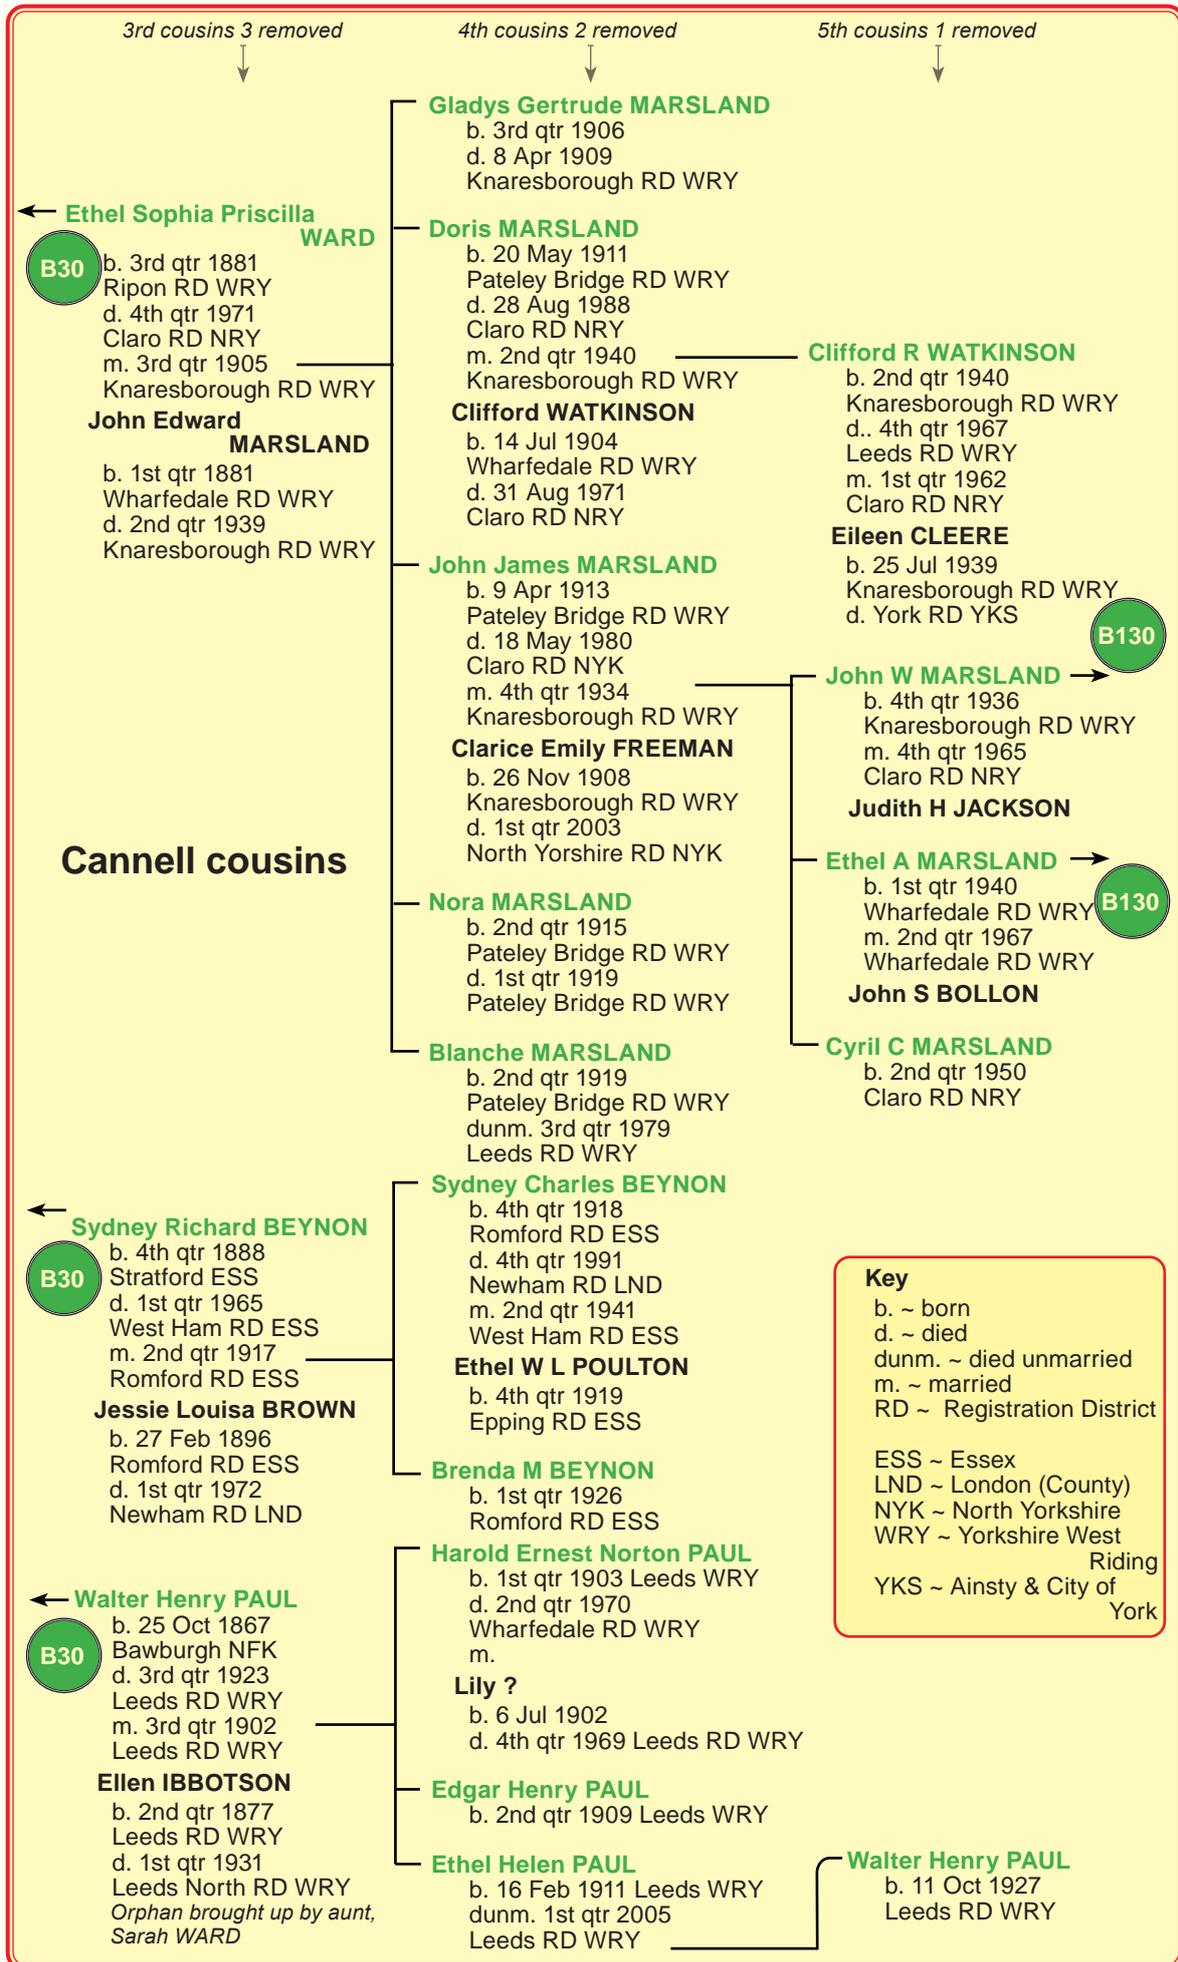 3rd cousins 3 removed
4th cousins 2 removed
5th cousins 1 removed
Ethel Sophia Priscilla
WARD
B30
b. 3rd qtr 1881
Ripon RD WRY
d. 4th qtr 1971
Claro RD NRY
m. 3rd qtr 1905
Knaresborough RD WRY
John Edward
MARSLAND
b. 1st qtr 1881
Wharfedale RD WRY
d. 2nd qtr 1939
Knaresborough RD WRY
Cannell cousins
Sydney Richard BEYNON
B30
b. 4th qtr 1888
Stratford ESS
d. 1st qtr 1965
West Ham RD ESS
m. 2nd qtr 1917
Romford RD ESS
Jessie Louisa BROWN
b. 27 Feb 1896
Romford RD ESS
d. 1st qtr 1972
Newham RD LND
Walter Henry PAUL
B30
b. 25 Oct 1867
Bawburgh NFK
d. 3rd qtr 1923
Leeds RD WRY
m. 3rd qtr 1902
Leeds RD WRY
Ellen IBBOTSON
b. 2nd qtr 1877
Leeds RD WRY
d. 1st qtr 1931
Leeds North RD WRY
Orphan brought up by aunt,
Sarah WARD
Gladys Gertrude MARSLAND
b. 3rd qtr 1906
d. 8 Apr 1909
Knaresborough RD WRY
Doris MARSLAND
b. 20 May 1911
Pateley Bridge RD WRY
d. 28 Aug 1988
Claro RD NRY
m. 2nd qtr 1940
Knaresborough RD WRY
Clifford WATKINSON
b. 14 Jul 1904
Wharfedale RD WRY
d. 31 Aug 1971
Claro RD NRY
John James MARSLAND
b. 9 Apr 1913
Pateley Bridge RD WRY
d. 18 May 1980
Claro RD NYK
m. 4th qtr 1934
Knaresborough RD WRY
Clarice Emily FREEMAN
b. 26 Nov 1908
Knaresborough RD WRY
d. 1st qtr 2003
North Yorshire RD NYK
Nora MARSLAND
b. 2nd qtr 1915
Pateley Bridge RD WRY
d. 1st qtr 1919
Pateley Bridge RD WRY
Blanche MARSLAND
b. 2nd qtr 1919
Pateley Bridge RD WRY
dunm. 3rd qtr 1979
Leeds RD WRY
Sydney Charles BEYNON
b. 4th qtr 1918
Romford RD ESS
d. 4th qtr 1991
Newham RD LND
m. 2nd qtr 1941
West Ham RD ESS
Ethel W L POULTON
b. 4th qtr 1919
Epping RD ESS
Brenda M BEYNON
b. 1st qtr 1926
Romford RD ESS
Harold Ernest Norton PAUL
b. 1st qtr 1903 Leeds WRY
d. 2nd qtr 1970
Wharfedale RD WRY
m.
Lily ?
b. 6 Jul 1902
d. 4th qtr 1969 Leeds RD WRY
Edgar Henry PAUL
b. 2nd qtr 1909 Leeds WRY
Ethel Helen PAUL
b. 16 Feb 1911 Leeds WRY
dunm. 1st qtr 2005
Leeds RD WRY
Clifford R WATKINSON
b. 2nd qtr 1940
Knaresborough RD WRY
d.. 4th qtr 1967
Leeds RD WRY
m. 1st qtr 1962
Claro RD NRY
Eileen CLEERE
b. 25 Jul 1939
Knaresborough RD WRY
d. York RD YKS
B130
John W MARSLAND
b. 4th qtr 1936
Knaresborough RD WRY
m. 4th qtr 1965
Claro RD NRY
Judith H JACKSON
Ethel A MARSLAND
B130
b. 1st qtr 1940
Wharfedale RD WRY
m. 2nd qtr 1967
Wharfedale RD WRY
John S BOLLON
Cyril C MARSLAND
b. 2nd qtr 1950
Claro RD NRY
Key
b. ~ born
d. ~ died
dunm. ~ died unmarried
m. ~ married
RD ~ Registration District
ESS ~ Essex
LND ~ London (County)
NYK ~ North Yorkshire
WRY ~ Yorkshire West
Riding
YKS ~ Ainsty & City of
York
Walter Henry PAUL
b. 11 Oct 1927
Leeds RD WRY